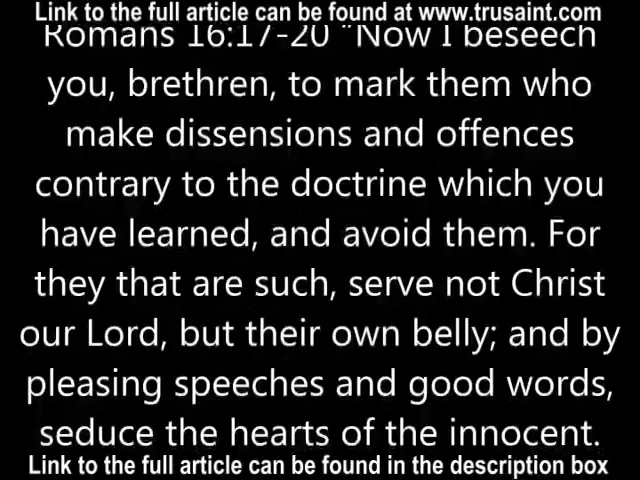 Link to the full article can be found at www.trusaint.com
Romans 16:17-20 "Now I beseech
you, brethren, to mark them who
make dissensions and offences
contrary to the doctrine which you
have learned, and avoid them. For
they that are such, serve not Christ
our Lord, but their own belly; and by
pleasing speeches and good words,
seduce the hearts of the innocent.
Link to the full article can be found in the description box